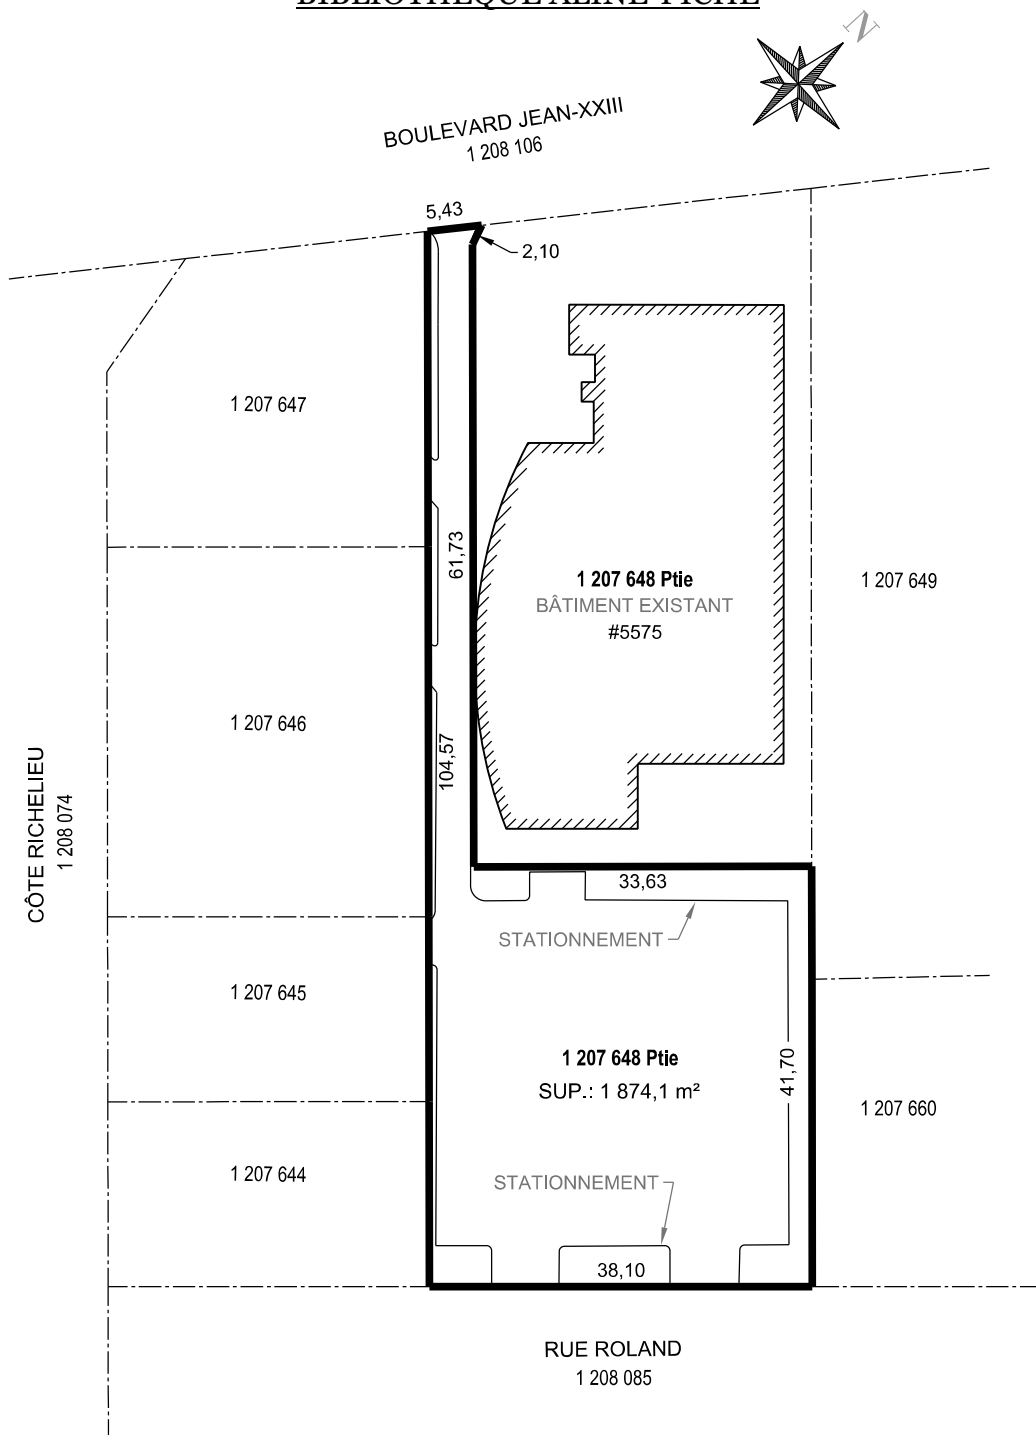 BIBLIOTHÈQUE ALINE-PICHÉ
N
BOULEVARD JEAN-XXIII
1 208 106
5,43
2,10
1 207 647
61,73
1 207 648 Ptie
BÂTIMENT EXISTANT
#5575
1 207 649
1 207 646
104,57
CÔTE RICHELIEU
1 208 074
33,63
STATIONNEMENT
1 207 645
1 207 648 Ptie
SUP.: 1 874,1 m²
41,70
1 207 660
1 207 644
STATIONNEMENT
38,10
RUE ROLAND
1 208 085